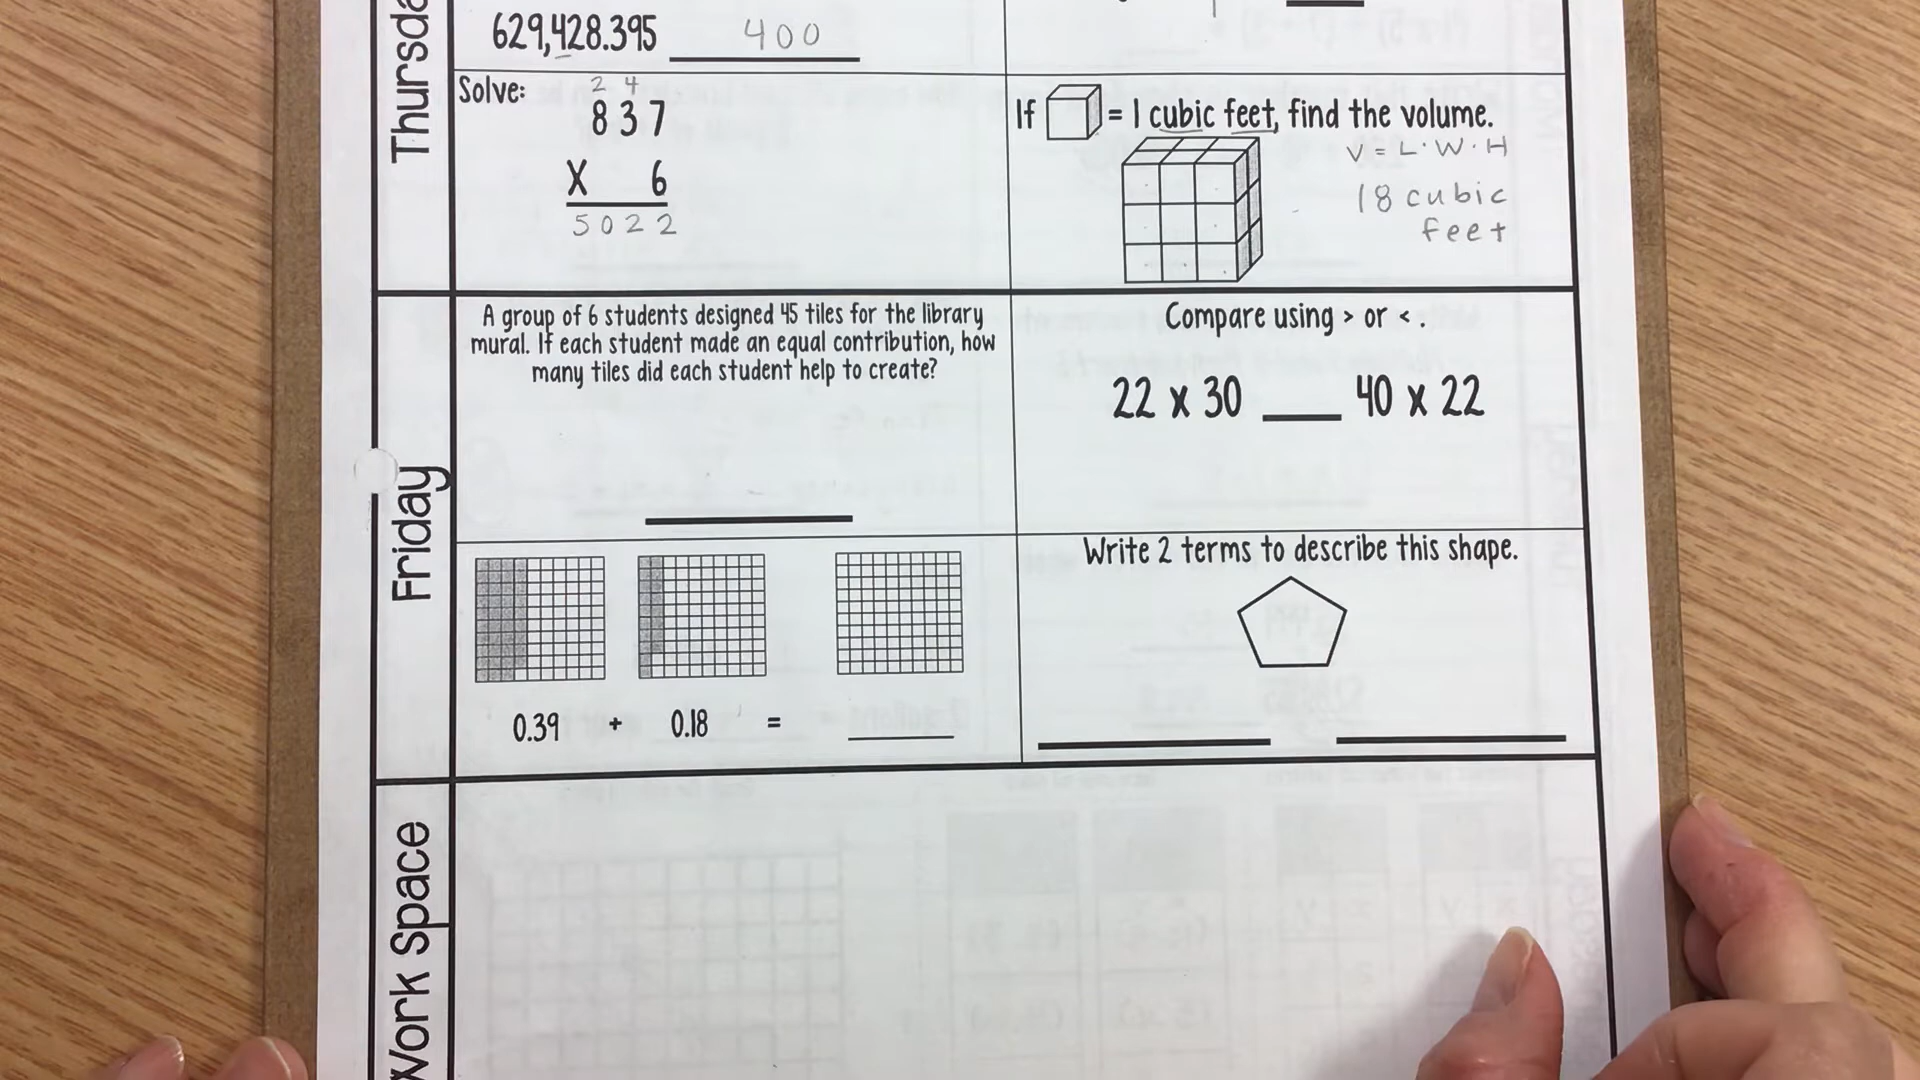 Thursda
629,428.395 400
Solve:
2 4
837
X 6
5022
If = 1 cubic feet, find the volume.
V = L · W · H
18 cubic
feet
Friday
A group of 6 students designed 45 tiles for the library
mural. If each student made an equal contribution, how
many tiles did each student help to create?
Compare using > or < .
22 x 30 ___ 40 x 22
0.39 + 0.18 = ___
Write 2 terms to describe this shape.
Work Space